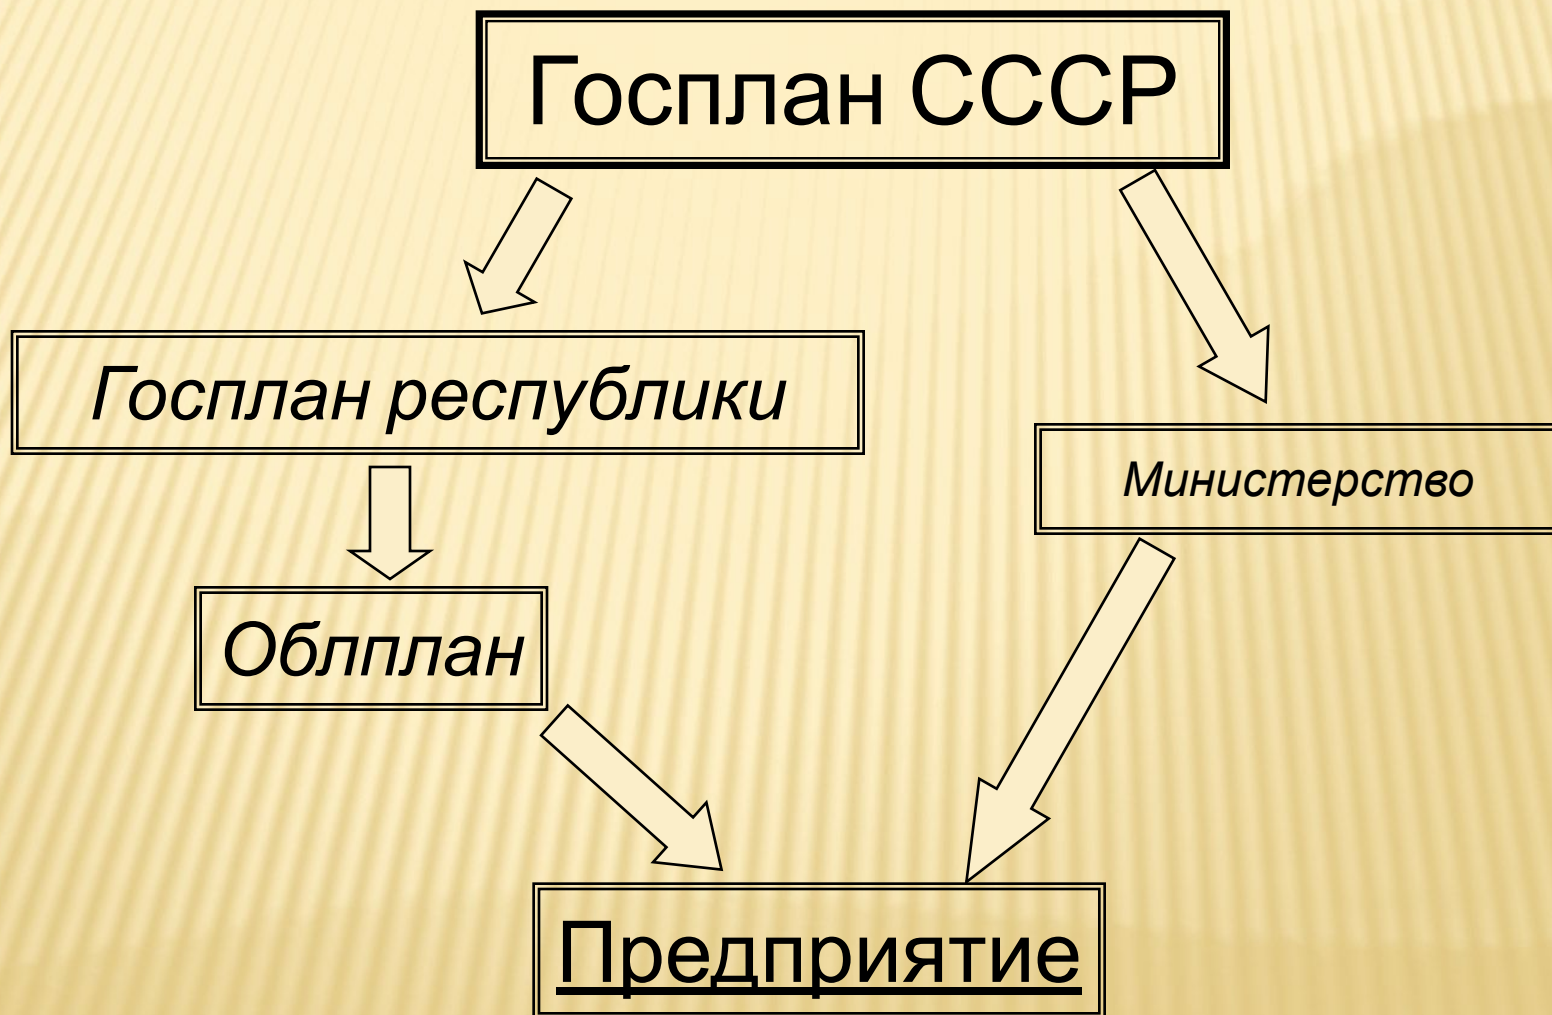 Госплан СССР
Госплан республики
Министерство
Облплан
Предприятие